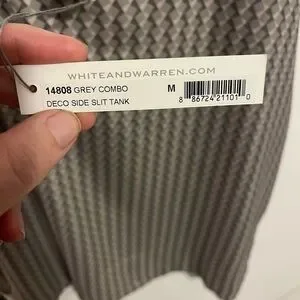 WHITEANDWARREN.COM
14808 GREY COMBO M
DECO SIDE SLIT TANK
8 86724 21101 0